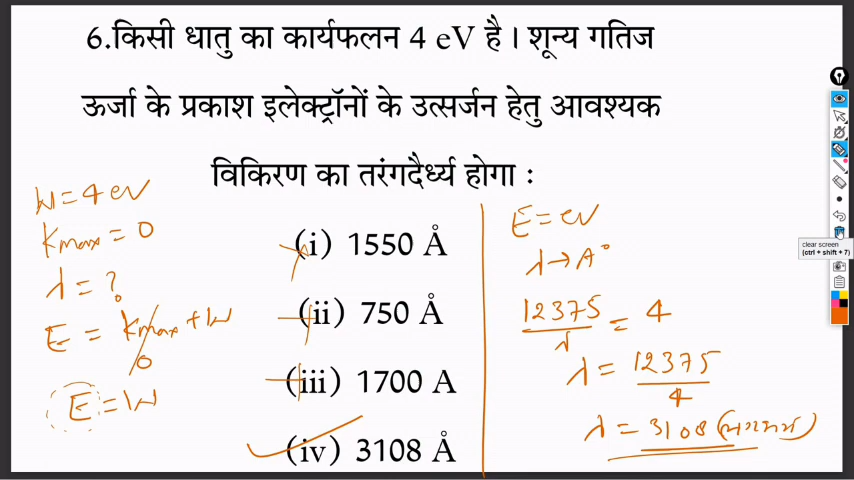 6.किसी धातु का कार्यफलन 4 eV है। शून्य गतिज
ऊर्जा के प्रकाश इलेक्ट्रॉनों के उत्सर्जन हेतु आवश्यक
विकिरण का तरंगदैर्ध्य होगा :
W = 4 eV
Kmax = 0
λ = ?
E = Kmax + W
0
E = W
(i) 1550 Å
(ii) 750 Å
(iii) 1700 A
(iv) 3108 Å
E = eV
λ → A°
12375
λ
= 4
λ = 12375
4
λ = 3108
clear screen
(ctrl + shift + 7)